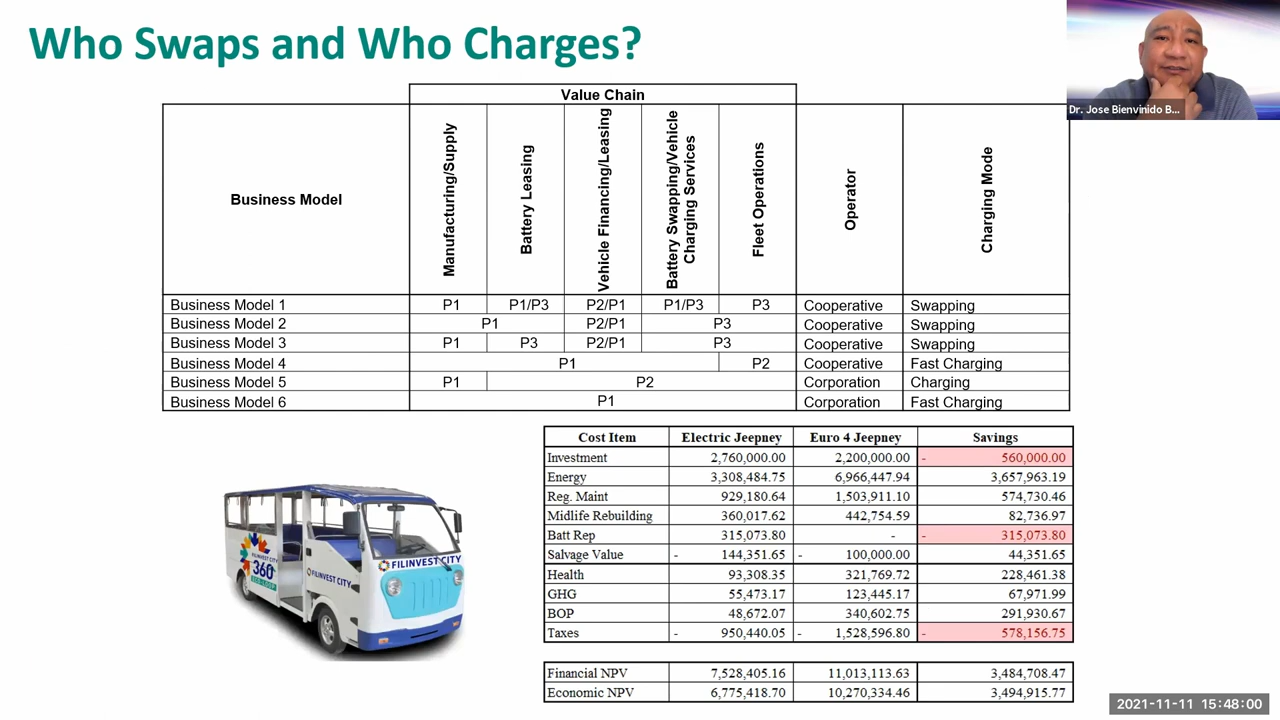 Who Swaps and Who Charges?
Dr. Jose Bienvinido B...
Value Chain
Business Model
Manufacturing/Supply
Battery Leasing
Vehicle Financing/Leasing
Battery Swapping/Vehicle
Charging Services
Fleet Operations
Operator
Charging Mode
Business Model 1 P1 P1/P3 P2/P1 P1/P3 P3 Cooperative Swapping
Business Model 2 P1 P2/P1 P3 Cooperative Swapping
Business Model 3 P1 P3 P2/P1 P3 Cooperative Swapping
Business Model 4 P1 P2 Cooperative Fast Charging
Business Model 5 P1 P2 Corporation Charging
Business Model 6 P1 Corporation Fast Charging
Cost Item Electric Jeepney Euro 4 Jeepney Savings
Investment 2,760,000.00 2,200,000.00 - 560,000.00
Energy 3,308,484.75 6,966,447.94 3,657,963.19
Reg. Maint 929,180.64 1,503,911.10 574,730.46
Midlife Rebuilding 360,017.62 442,754.59 82,736.97
Batt Rep 315,073.80 - - 315,073.80
Salvage Value - 144,351.65 - 100,000.00 44,351.65
Health 93,308.35 321,769.72 228,461.38
GHG 55,473.17 123,445.17 67,971.99
BOP 48,672.07 340,602.75 291,930.67
Taxes - 950,440.05 - 1,528,596.80 - 578,156.75
Financial NPV 7,528,405.16 11,013,113.63 3,484,708.47
Economic NPV 6,775,418.70 10,270,334.46 3,494,915.77
FILINVEST CITY
360
FILINVEST CITY
2021-11-11 15:48:00